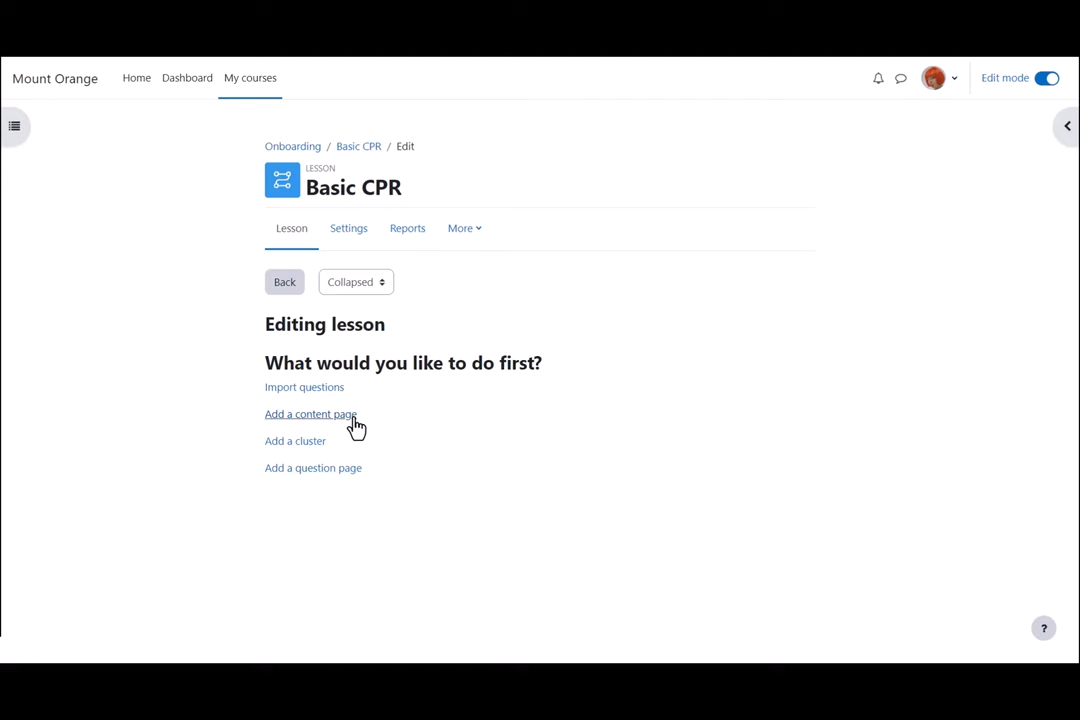 Mount Orange
Home Dashboard My courses
Edit mode
Onboarding / Basic CPR / Edit
LESSON
Basic CPR
Lesson Settings Reports More
Back Collapsed
Editing lesson
What would you like to do first?
Import questions
Add a content page
Add a cluster
Add a question page
?